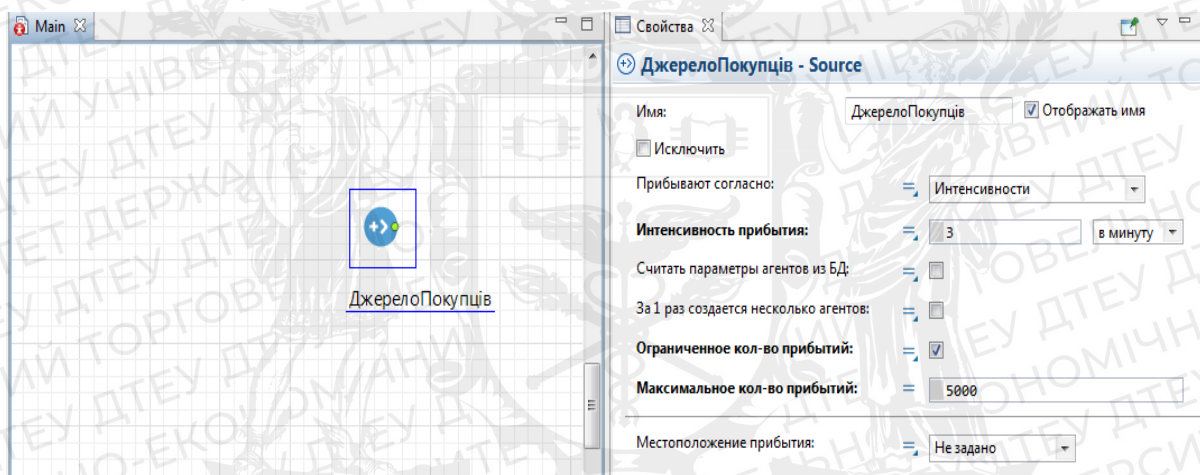 Main
ДжерелоПокупців
Свойства
ДжерелоПокупців - Source
Имя: ДжерелоПокупців Отображать имя
Исключить
Прибывают согласно: Интенсивности
Интенсивность прибытия: 3 в минуту
Считать параметры агентов из БД:
За 1 раз создается несколько агентов:
Ограниченное кол-во прибытий:
Максимальное кол-во прибытий: 5000
Местоположение прибытия: Не задано